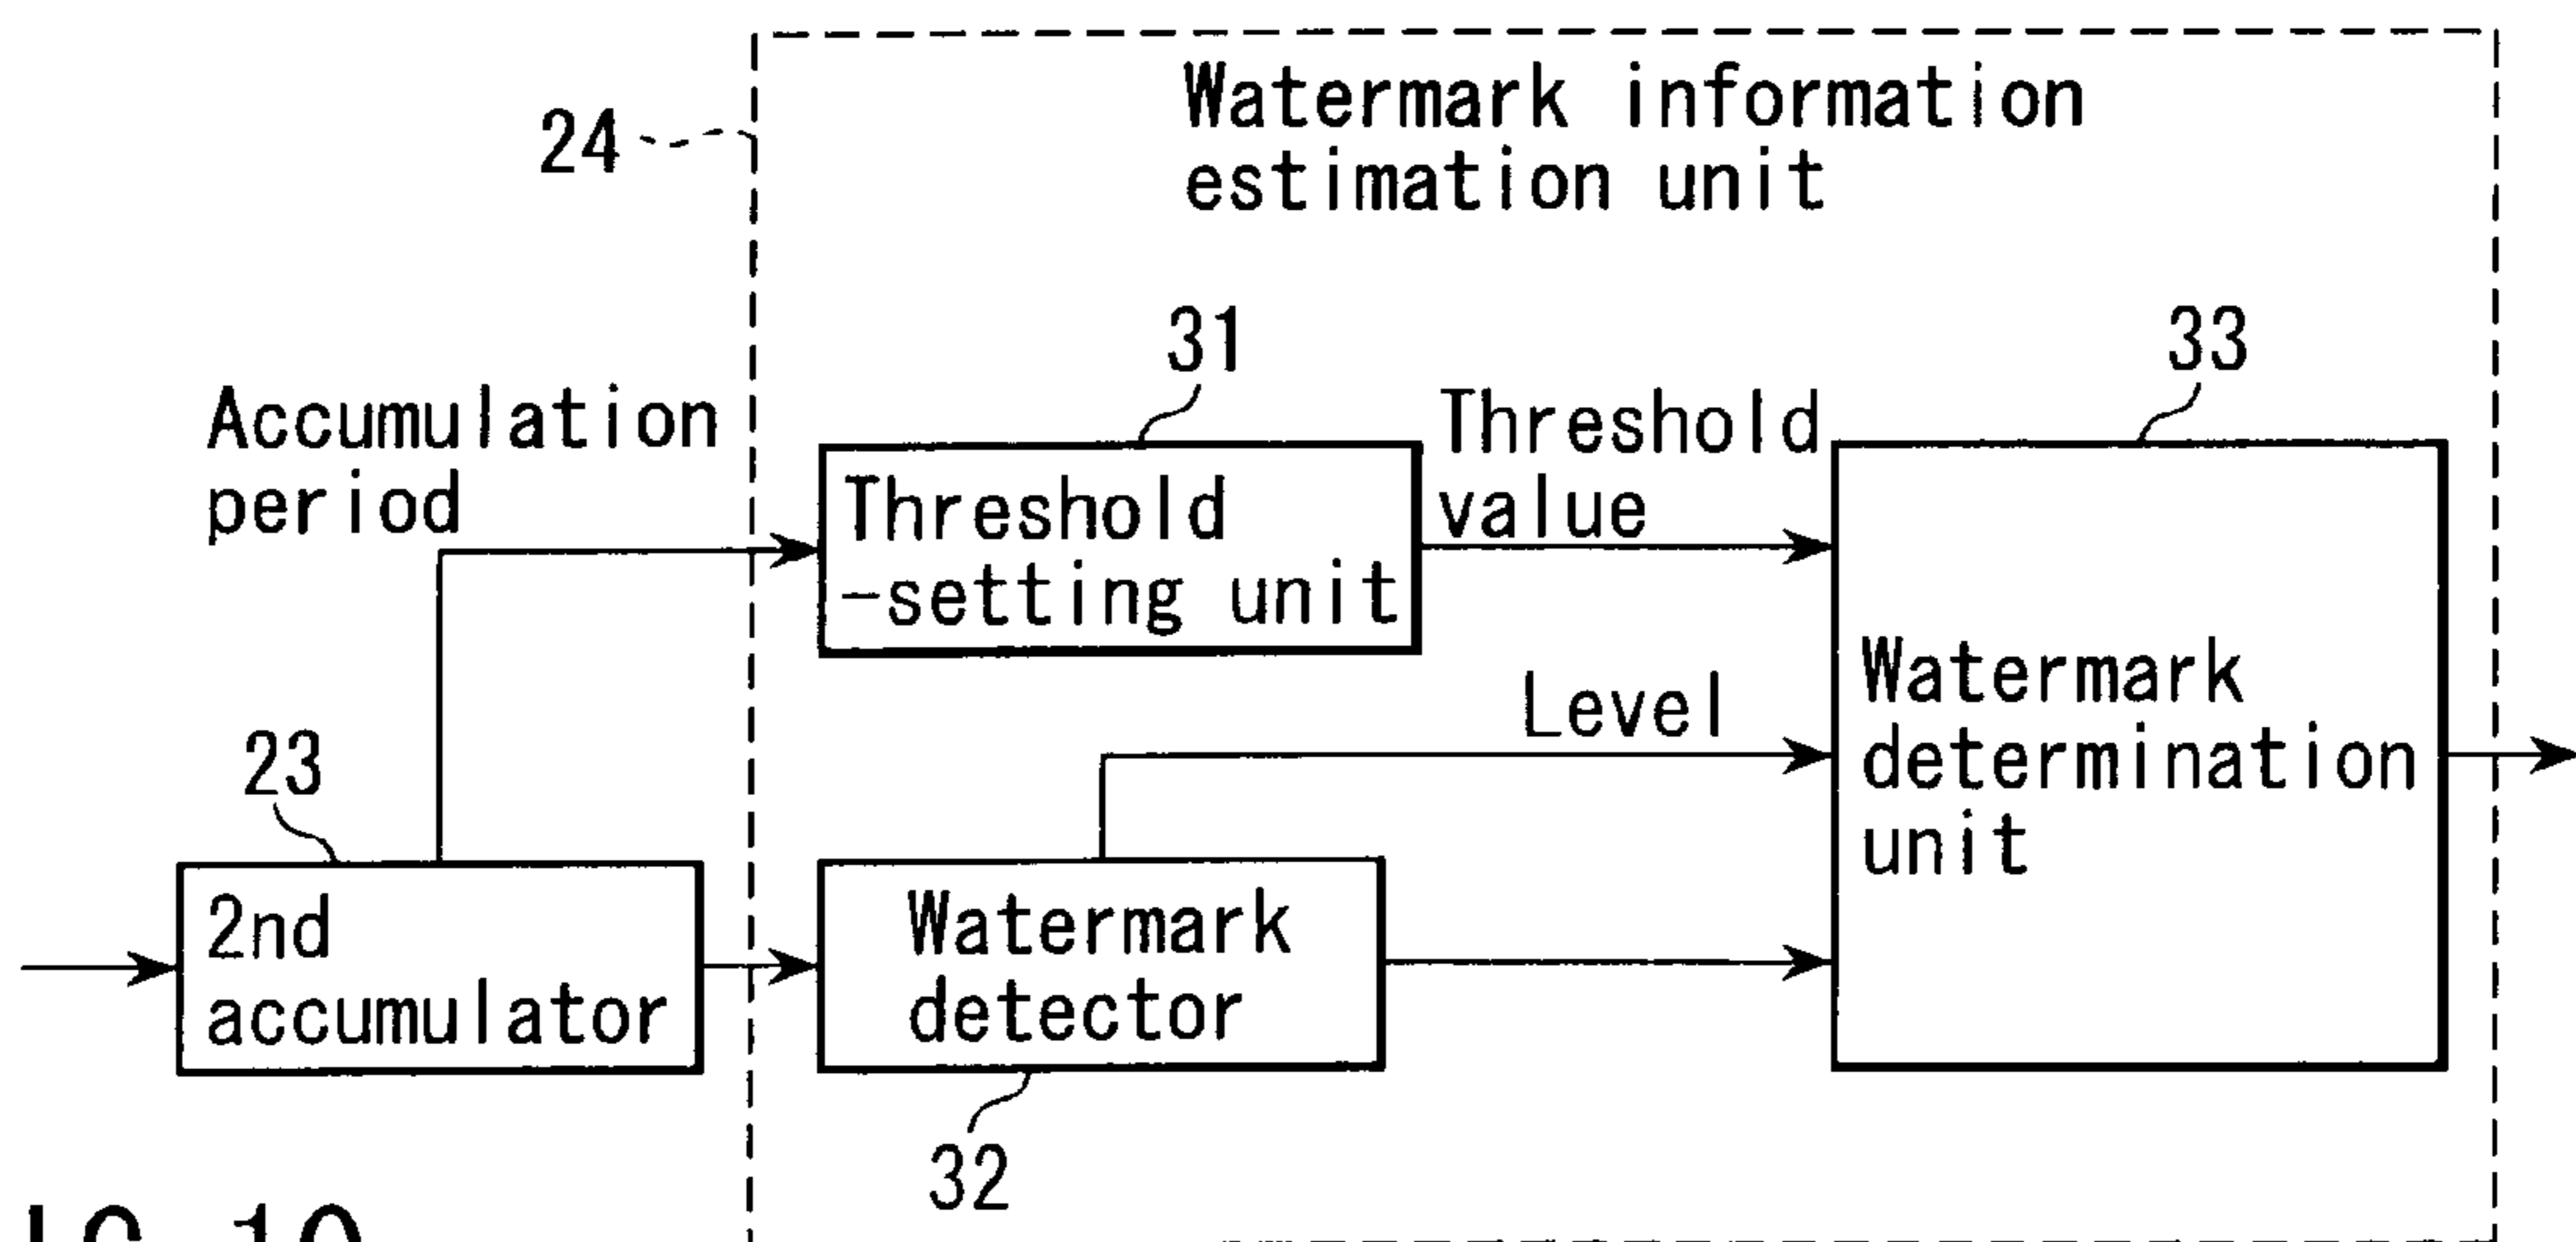 24
Watermark information
estimation unit
31
33
Accumulation
period
Threshold
value
Threshold
-setting unit
Level
Watermark
determination
unit
23
2nd
accumulator
Watermark
detector
32